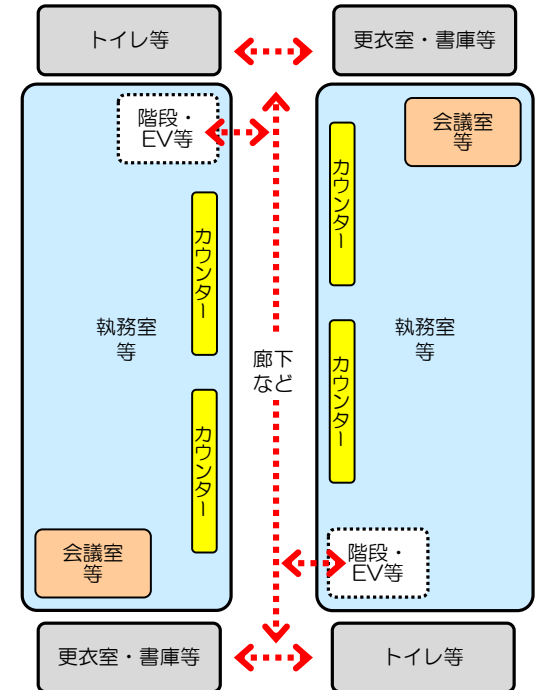 トイレ等
更衣室・書庫等
階段・
EV等
会議室
等
カウンター
カウンター
執務室
等
廊下
など
執務室
等
カウンター
カウンター
会議室
等
階段・
EV等
更衣室・書庫等
トイレ等